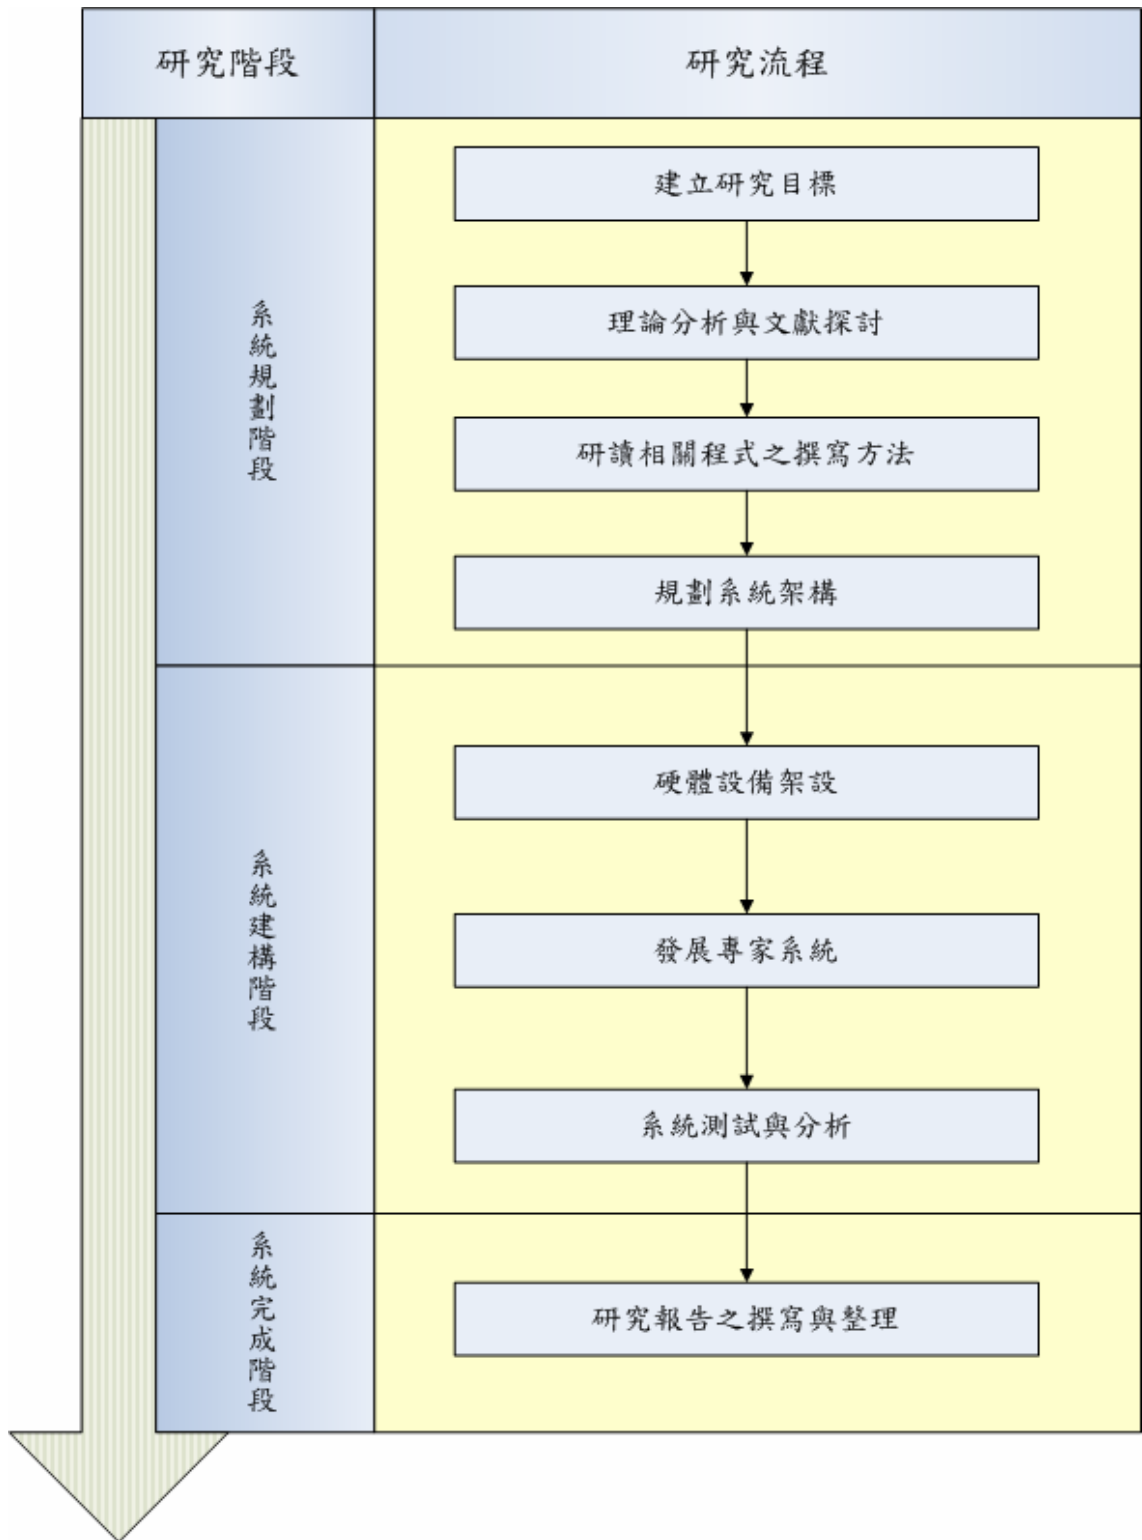 研究階段
研究流程
系統規劃階段
建立研究目標
理論分析與文獻探討
研讀相關程式之撰寫方法
規劃系統架構
系統建構階段
硬體設備架設
發展專家系統
系統測試與分析
系統完成階段
研究報告之撰寫與整理